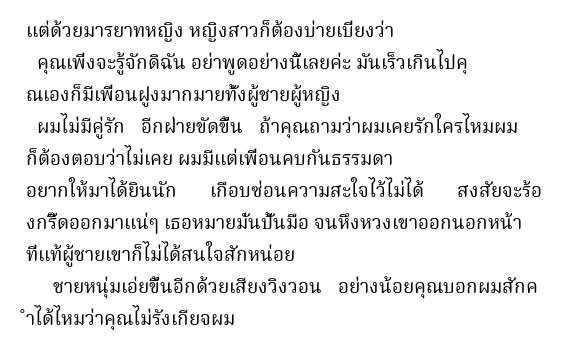 แต่ด้วยมารยาทหญิง หญิงสาวก็ต้องบ่ายเบี่ยงว่า
คุณเพิ่งจะรู้จักดิฉัน อย่าพูดอย่างนี้เลยค่ะ มันเร็วเกินไปคุ
ณเองก็มีเพื่อนฝูงมากมายทั้งผู้ชายผู้หญิง
ผมไม่มีคู่รัก อีกฝ่ายขัดขึ้น ถ้าคุณถามว่าผมเคยรักใครไหมผม
ก็ต้องตอบว่าไม่เคย ผมมีแต่เพื่อนคบกันธรรมดา
อยากให้มาได้ยินนัก เกือบซ่อนความสะใจไว้ไม่ได้ สงสัยจะร้อ
งกรี๊ดออกมาแน่ๆ เธอหมายมั่นปั้นมือ จนหึงหวงเขาออกนอกหน้า
ที่แท้ผู้ชายเขาก็ไม่ได้สนใจสักหน่อย
ชายหนุ่มเอ่ยขึ้นอีกด้วยเสียงวิงวอน อย่างน้อยคุณบอกผมสักค
ำได้ไหมว่าคุณไม่รังเกียจผม